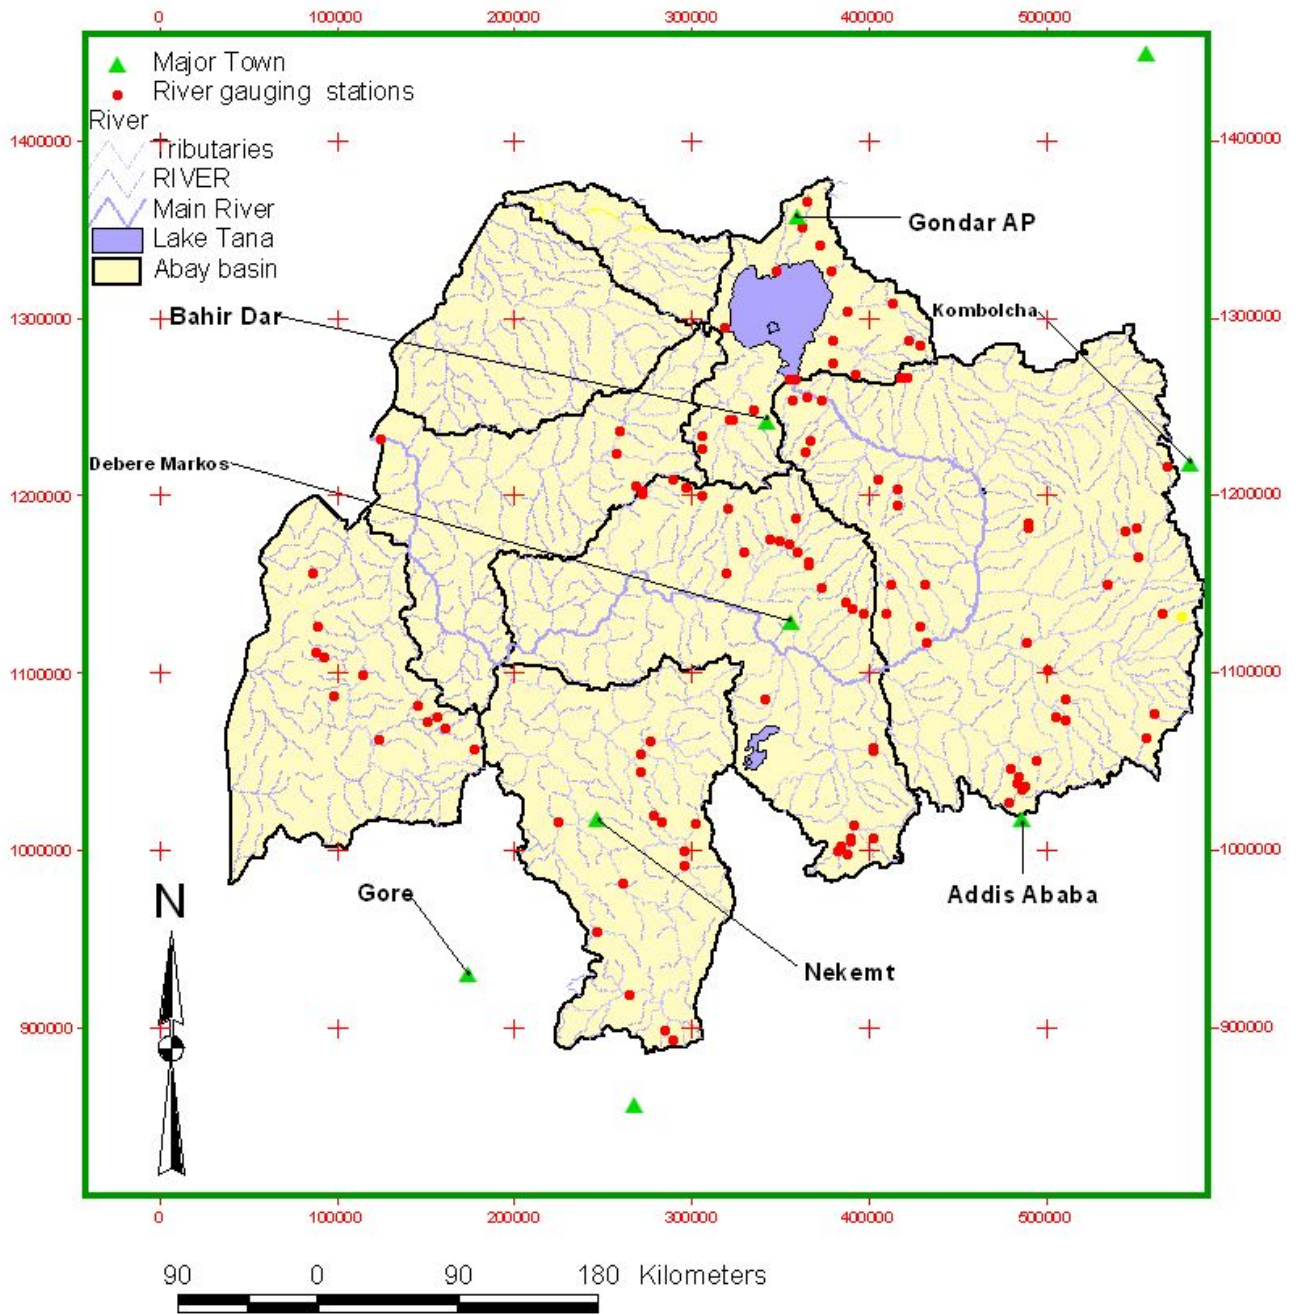 0 100000 200000 300000 400000 500000
Major Town
River gauging stations
River
Tributaries
RIVER
Main River
Lake Tana
Abay basin
1400000 1400000
Gondar AP
Bahir Dar
Kombolcha
1300000 1300000
Debere Markos
1200000 1200000
1100000 1100000
1000000 1000000
N
Gore
Addis Ababa
Nekemt
900000 900000
0 100000 200000 300000 400000 500000
90 0 90 180 Kilometers